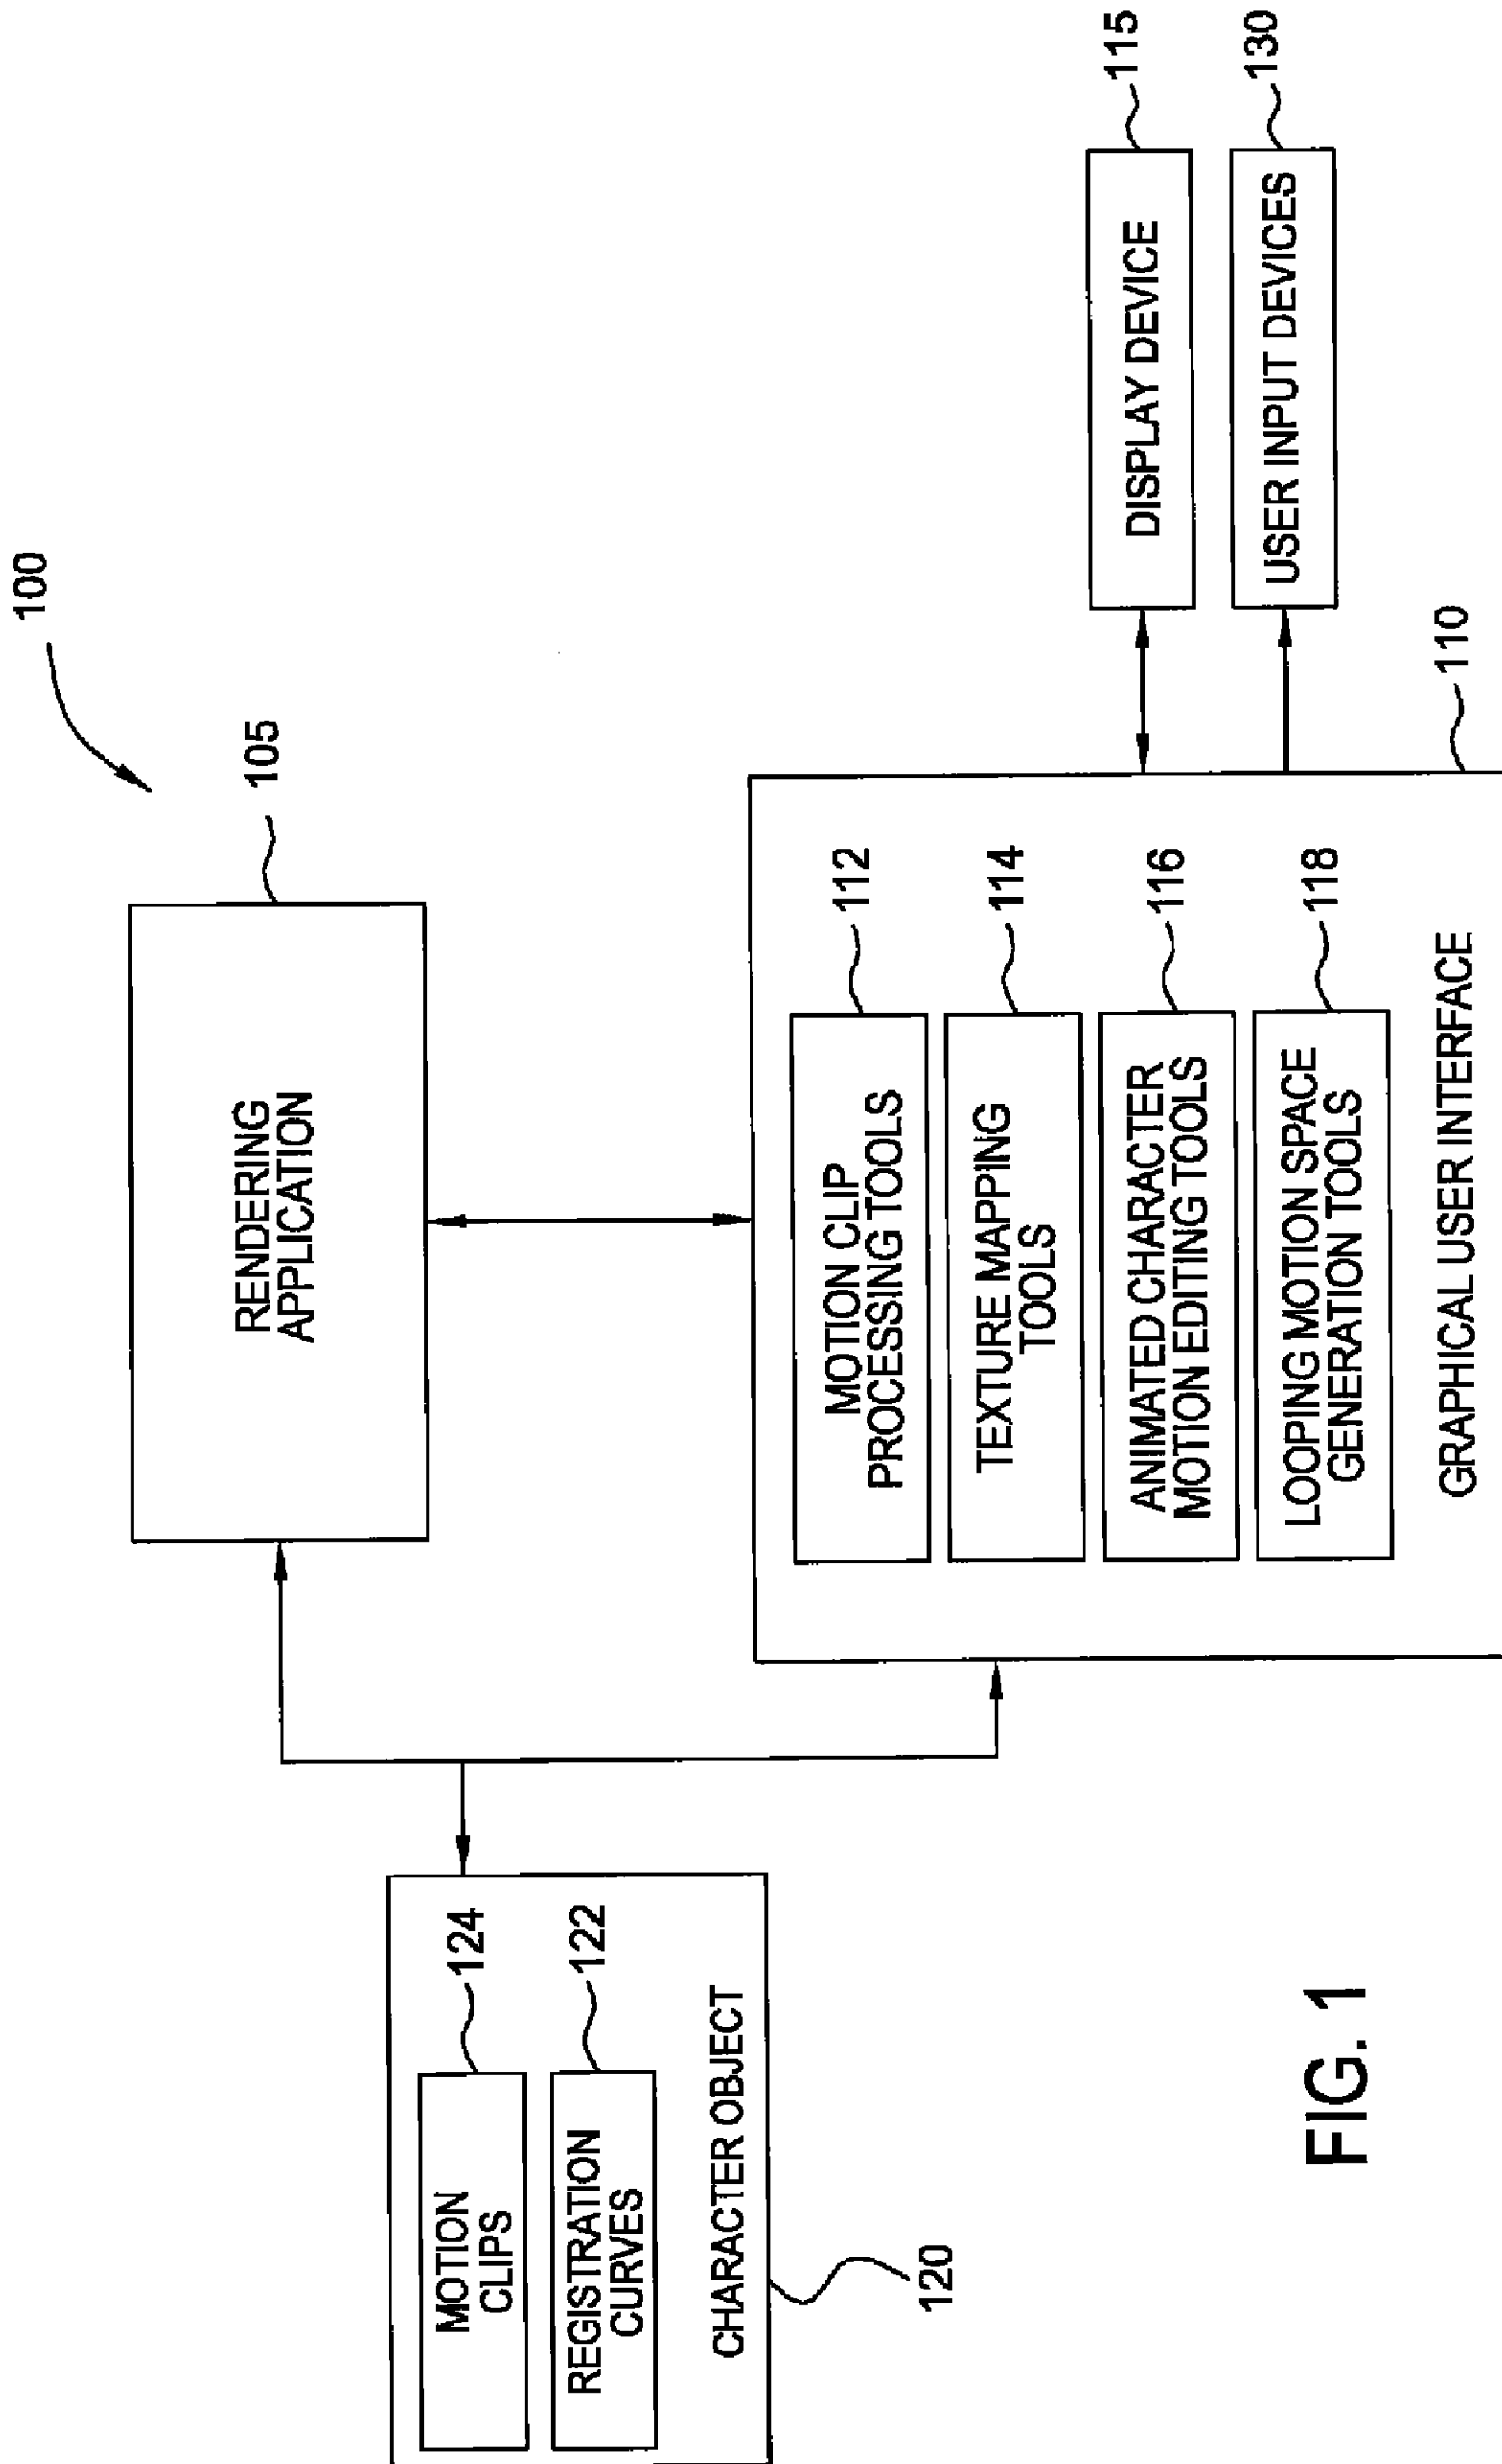 100
RENDERING
APPLICATION
105
MOTION
CLIPS
124
REGISTRATION
CURVES
122
CHARACTER OBJECT
120
MOTION CLIP
PROCESSING TOOLS
112
TEXTURE MAPPING
TOOLS
114
ANIMATED CHARACTER
MOTION EDITING TOOLS
116
LOOPING MOTION SPACE
GENERATION TOOLS
118
GRAPHICAL USER INTERFACE
110
DISPLAY DEVICE
115
USER INPUT DEVICES
130
FIG. 1